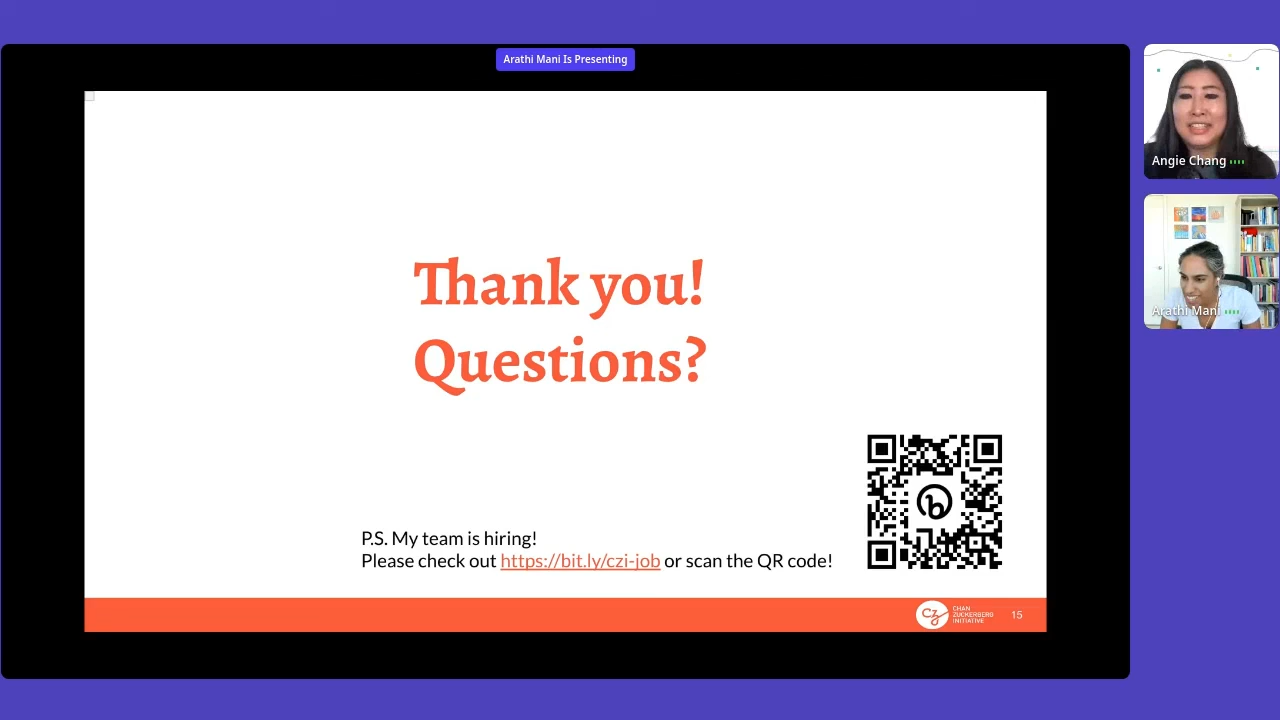 Arathi Mani Is Presenting
Angie Chang
Arathi Mani
Thank you!
Questions?
P.S. My team is hiring!
Please check out https://bit.ly/czi-job or scan the QR code!
CHAN
ZUCKERBERG
INITIATIVE
15